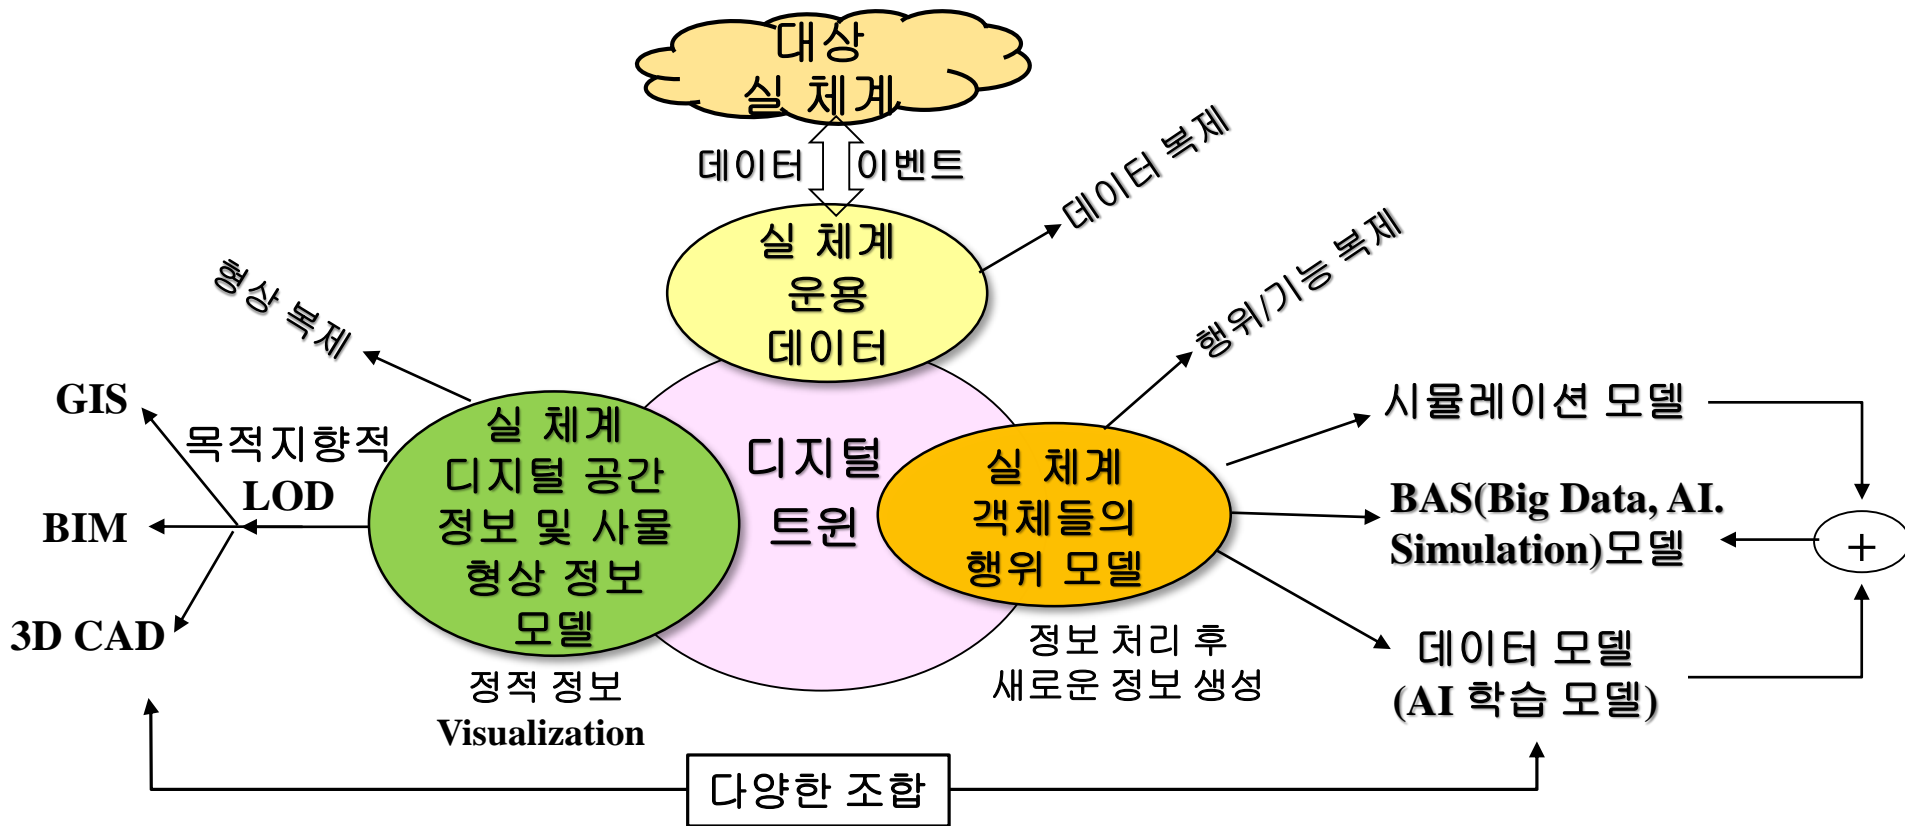 대상
실 체계
데이터
이벤트
데이터 복제
실 체계
운용
데이터
행위/기능 복제
형상 복제
GIS
목적지향적
LOD
BIM
3D CAD
실 체계
디지털 공간
정보 및 사물
형상 정보
모델
정적 정보
Visualization
디지털
트윈
실 체계
객체들의
행위 모델
정보 처리 후
새로운 정보 생성
시뮬레이션 모델
BAS(Big Data, AI.
Simulation)모델
+
데이터 모델
(AI 학습 모델)
다양한 조합